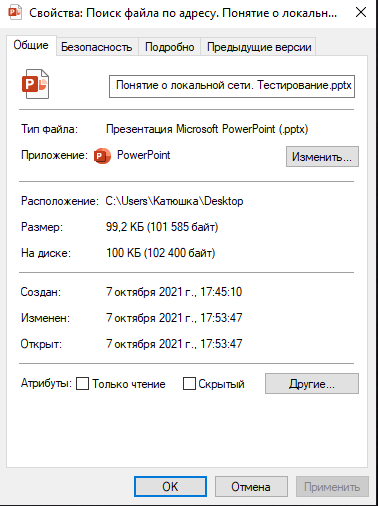 Свойства: Поиск файла по адресу. Понятие о локальн...
Общие Безопасность Подробно Предыдущие версии
Понятие о локальной сети. Тестирование.pptx
Тип файла: Презентация Microsoft PowerPoint (.pptx)
Приложение: PowerPoint Изменить...
Расположение: C:\Users\Катюшка\Desktop
Размер: 99,2 КБ (101 585 байт)
На диске: 100 КБ (102 400 байт)
Создан: 7 октября 2021 г., 17:45:10
Изменен: 7 октября 2021 г., 17:53:47
Открыт: 7 октября 2021 г., 17:53:47
Атрибуты: Только чтение Скрытый Другие...
OK Отмена Применить